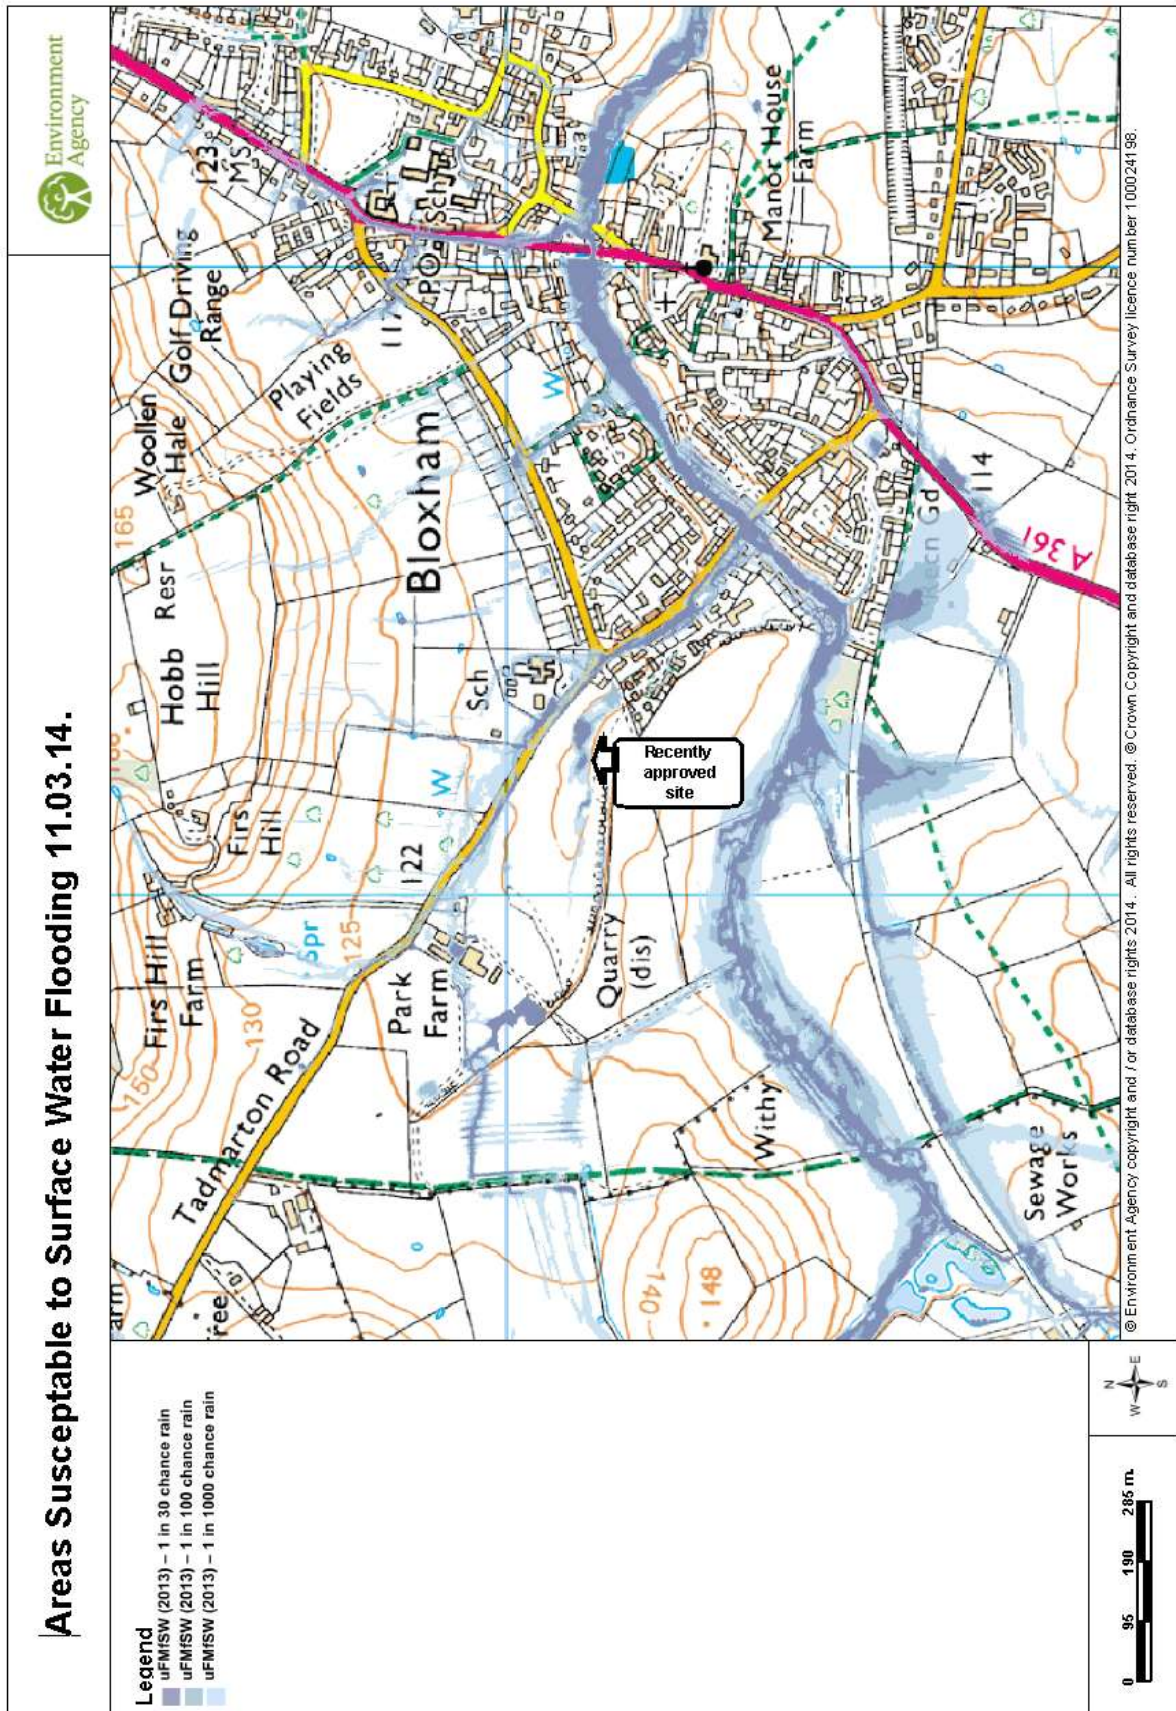 Areas Susceptable to Surface Water Flooding 11.03.14.
Environment
Agency
Legend
uFMfSW (2013) – 1 in 30 chance rain
uFMfSW (2013) – 1 in 100 chance rain
uFMfSW (2013) – 1 in 1000 chance rain
Tadmarton Road
150
130
125
Firs Hill
Farm
Spr
Firs
Hill
Hobb
Hill
Resr
165
Woollen
Hale
Golf Driving
Range
123
MS
Playing
Fields
117
PO
Sch
Bloxham
Sch
W
W
122
Park
Farm
Quarry
(dis)
Recently
approved
site
Withy
140
148
Sewage
Works
Recn Gd
114
A 361
Manor House
Farm
N
W
E
S
0
95
190
285 m.
© Environment Agency copyright and / or database rights 2014. All rights reserved. © Crown Copyright and database right 2014. Ordnance Survey licence number 100024198.